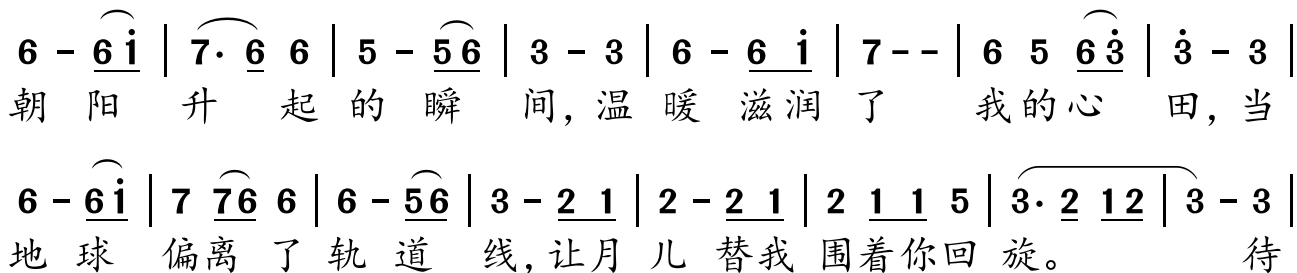 6 - 6 i | 7. 6 6 | 5 - 5 6 | 3 - 3 | 6 - 6 i | 7 - - | 6 5 6 3̇ | 3̇ - 3 |
朝 阳 升 起 的 瞬 间，温 暖 滋 润 了 我 的 心 田，当
6 - 6 i | 7 7 6 6 | 6 - 5 6 | 3 - 2 1 | 2 - 2 1 | 2 1 1 5 | 3. 2 1 2 | 3 - 3 |
地 球 偏 离 了 轨 道 线，让 月 儿 替 我 围 着 你 回 旋。 待